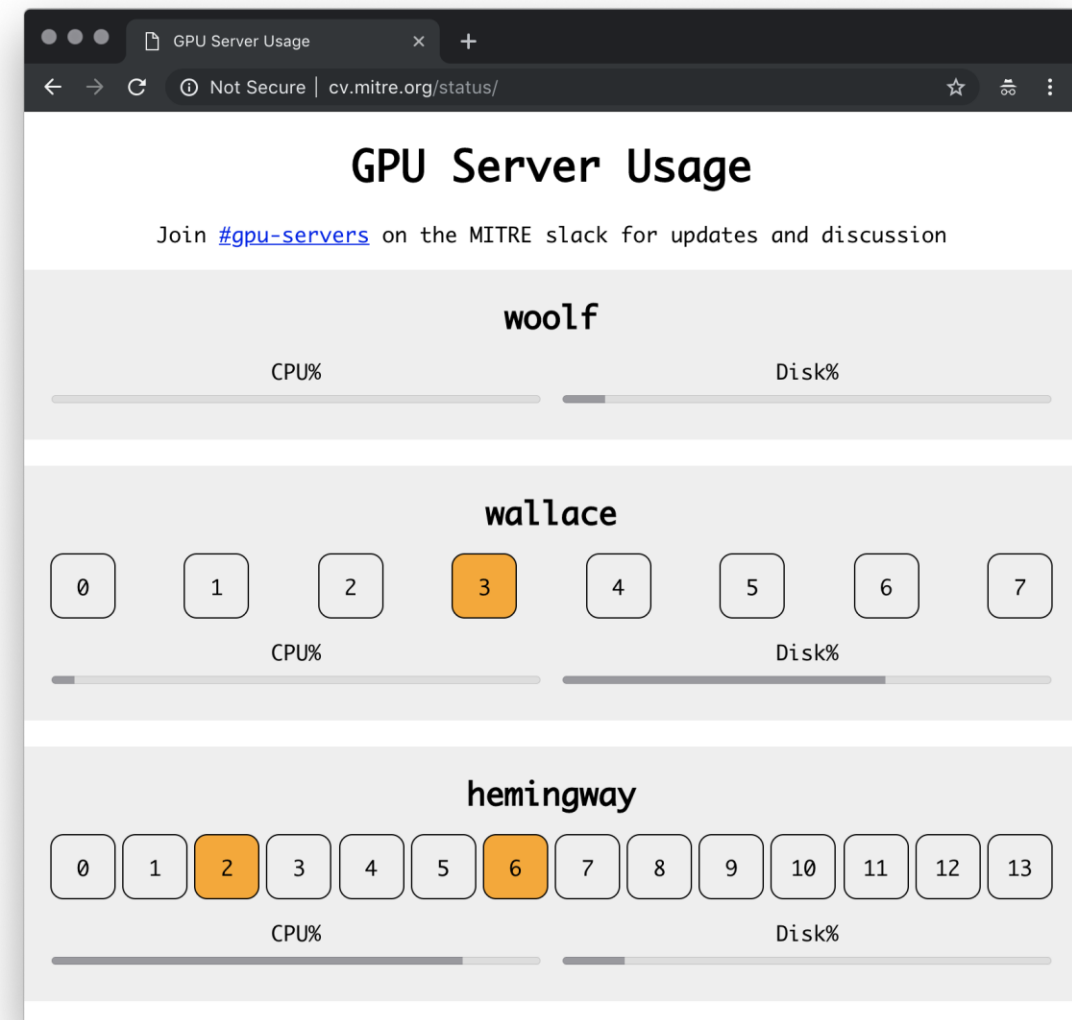 GPU Server Usage
Not Secure | cv.mitre.org/status/
GPU Server Usage
Join #gpu-servers on the MITRE slack for updates and discussion
woolf
CPU% Disk%
wallace
0 1 2 3 4 5 6 7
CPU% Disk%
hemingway
0 1 2 3 4 5 6 7 8 9 10 11 12 13
CPU% Disk%